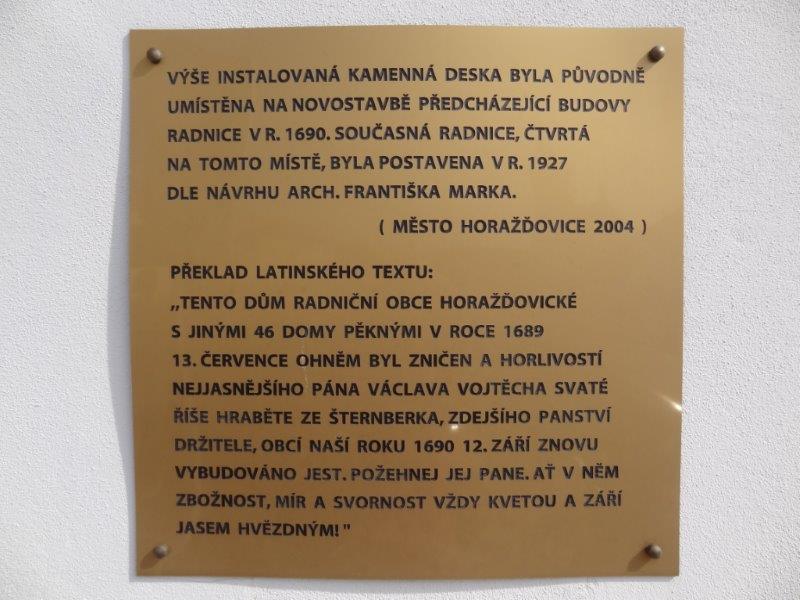 VÝŠE INSTALOVANÁ KAMENNÁ DESKA BYLA PŮVODNĚ
UMÍSTĚNA NA NOVOSTAVBĚ PŘEDCHÁZEJÍCÍ BUDOVY
RADNICE V R. 1690. SOUČASNÁ RADNICE, ČTVRTÁ
NA TOMTO MÍSTĚ, BYLA POSTAVENA V R. 1927
DLE NÁVRHU ARCH. FRANTIŠKA MARKA.
( MĚSTO HORAŽĎOVICE 2004 )
PŘEKLAD LATINSKÉHO TEXTU:
„TENTO DŮM RADNIČNÍ OBCE HORAŽĎOVICKÉ
S JINÝMI 46 DOMY PĚKNÝMI V ROCE 1689
13. ČERVENCE OHNĚM BYL ZNIČEN A HORLIVOSTÍ
NEJJASNĚJŠÍHO PÁNA VÁCLAVA VOJTĚCHA SVATÉ
ŘÍŠE HRABĚTE ZE ŠTERNBERKA, ZDEJŠÍHO PANSTVÍ
DRŽITELE, OBCÍ NAŠÍ ROKU 1690 12. ZÁŘÍ ZNOVU
VYBUDOVÁNO JEST. POŽEHNEJ JEJ PANE. AŤ V NĚM
ZBOŽNOST, MÍR A SVORNOST VŽDY KVETOU A ZÁŘÍ
JASEM HVĚZDNÝM!"